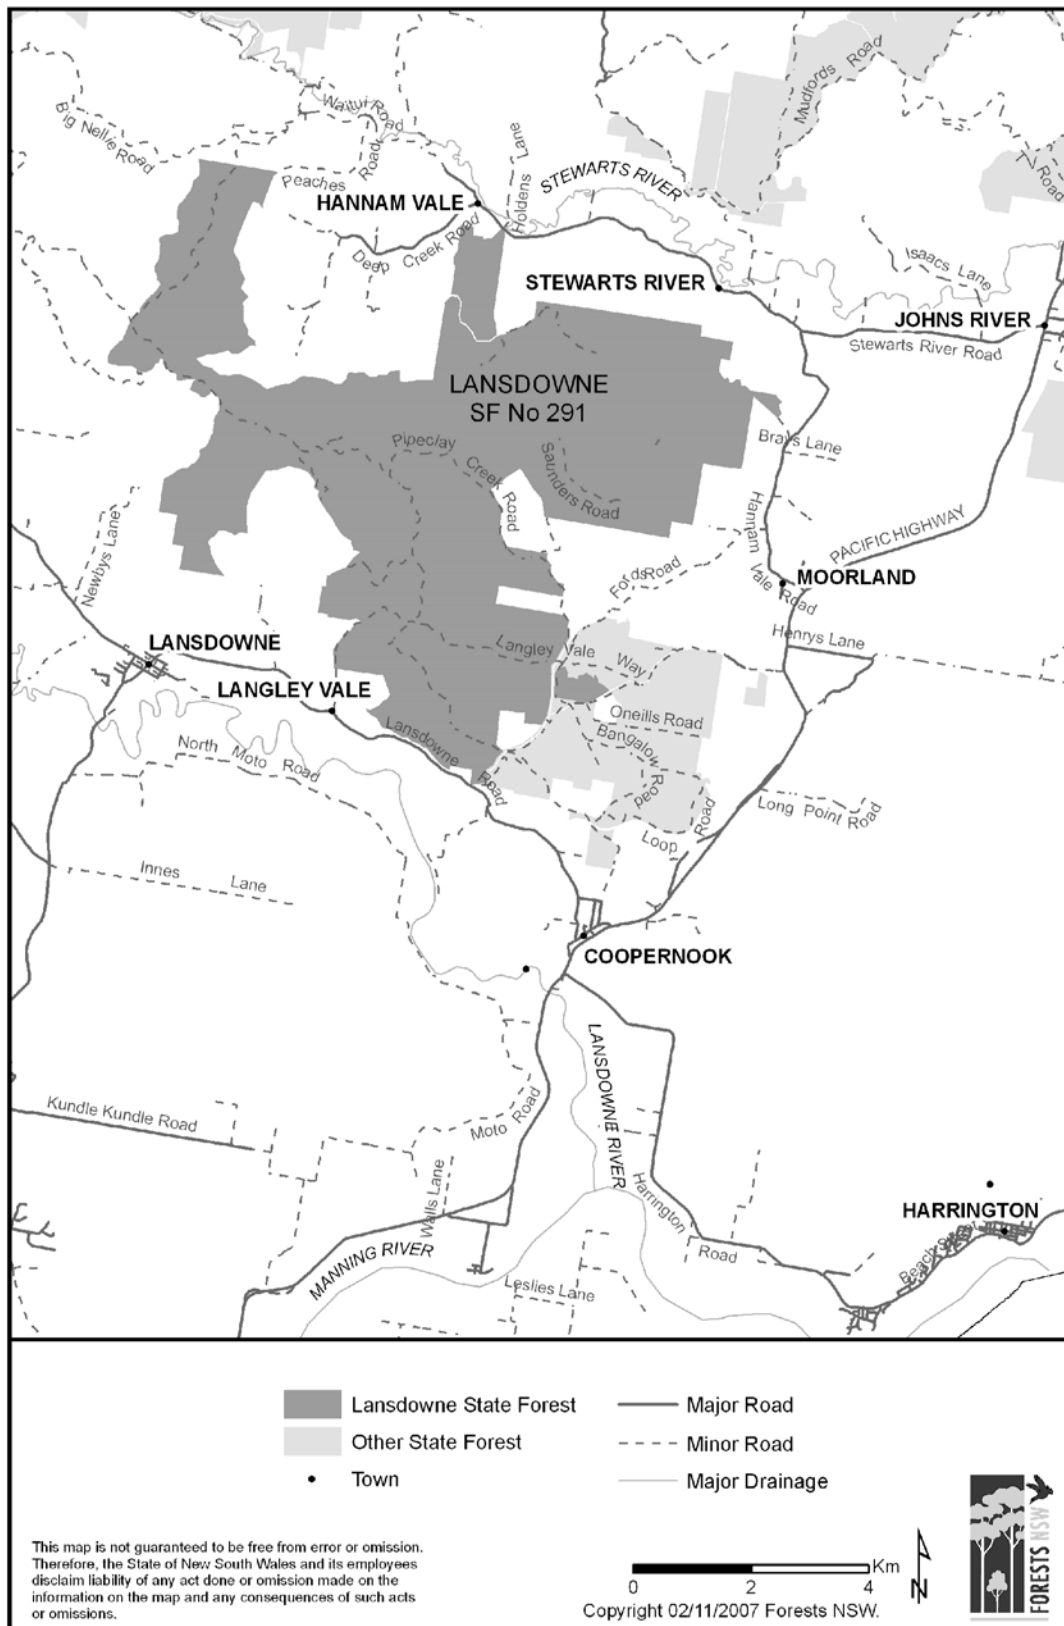 Mudfords Road
Waitui Road
Big Nellie Road
Holdens Lane
STEWARTS RIVER
Road
Peaches Road
HANNAM VALE
Deep Creek Road
Isaacs Lane
STEWARTS RIVER
JOHNS RIVER
Stewarts River Road
LANSDOWNE
SF No 291
Pipeclay Creek Road
Saunders Road
Brays Lane
Newbys Lane
Hannam Vale Road
PACIFIC HIGHWAY
Fords Road
MOORLAND
LANSDOWNE
Langley Vale Way
Henrys Lane
LANGLEY VALE
Oneills Road
Lansdowne Road
Bangalow Road
North Moto Road
Loop Road
Long Point Road
Innes Lane
COOPERNOOK
LANSDOWNE RIVER
Kundle Kundle Road
Moto Road
Walls Lane
Harrington Road
HARRINGTON
Beach Street
MANNING RIVER
Leslies Lane
Lansdowne State Forest
Other State Forest
Town
Major Road
Minor Road
Major Drainage
This map is not guaranteed to be free from error or omission.
Therefore, the State of New South Wales and its employees
disclaim liability of any act done or omission made on the
information on the map and any consequences of such acts
or omissions.
0 2 4 Km
N
Copyright 02/11/2007 Forests NSW.
FORESTS NSW